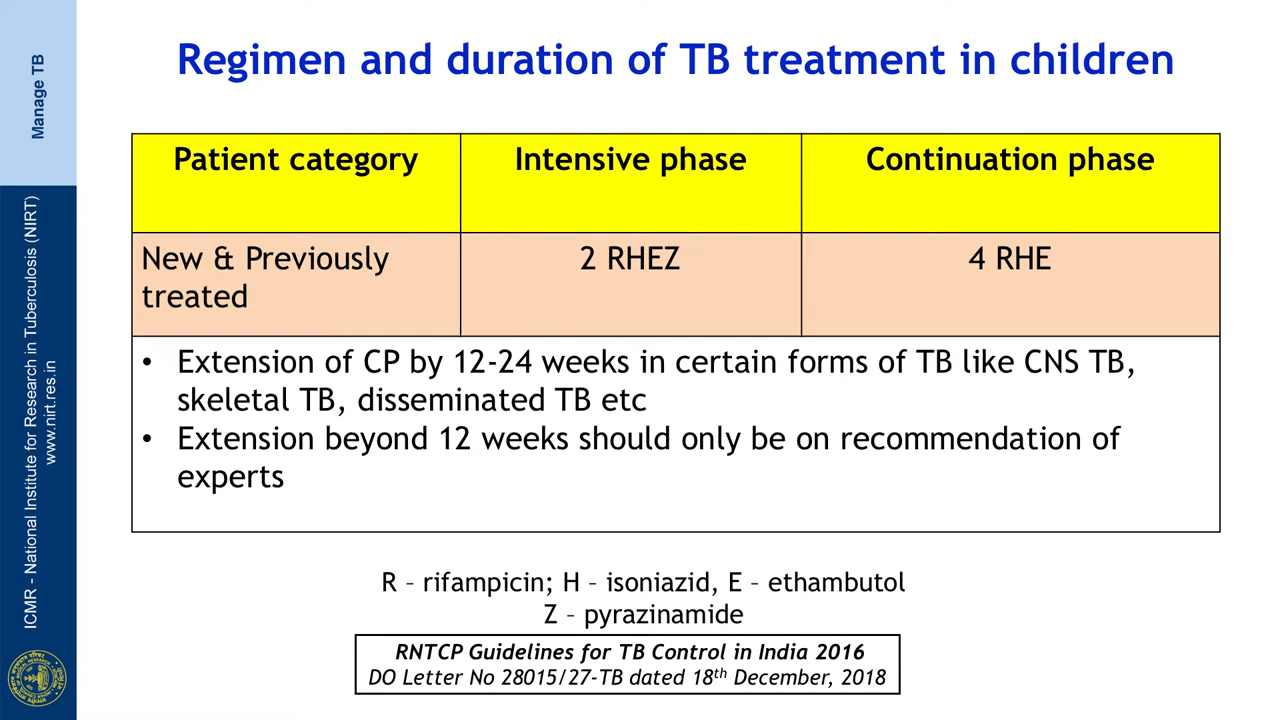 Manage TB
ICMR - National Institute for Research in Tuberculosis (NIRT)
www.nirt.res.in
Regimen and duration of TB treatment in children
Patient category
Intensive phase
Continuation phase
New & Previously
treated
2 RHEZ
4 RHE
• Extension of CP by 12-24 weeks in certain forms of TB like CNS TB,
skeletal TB, disseminated TB etc
• Extension beyond 12 weeks should only be on recommendation of
experts
R – rifampicin; H – isoniazid, E – ethambutol
Z – pyrazinamide
RNTCP Guidelines for TB Control in India 2016
DO Letter No 28015/27-TB dated 18th December, 2018